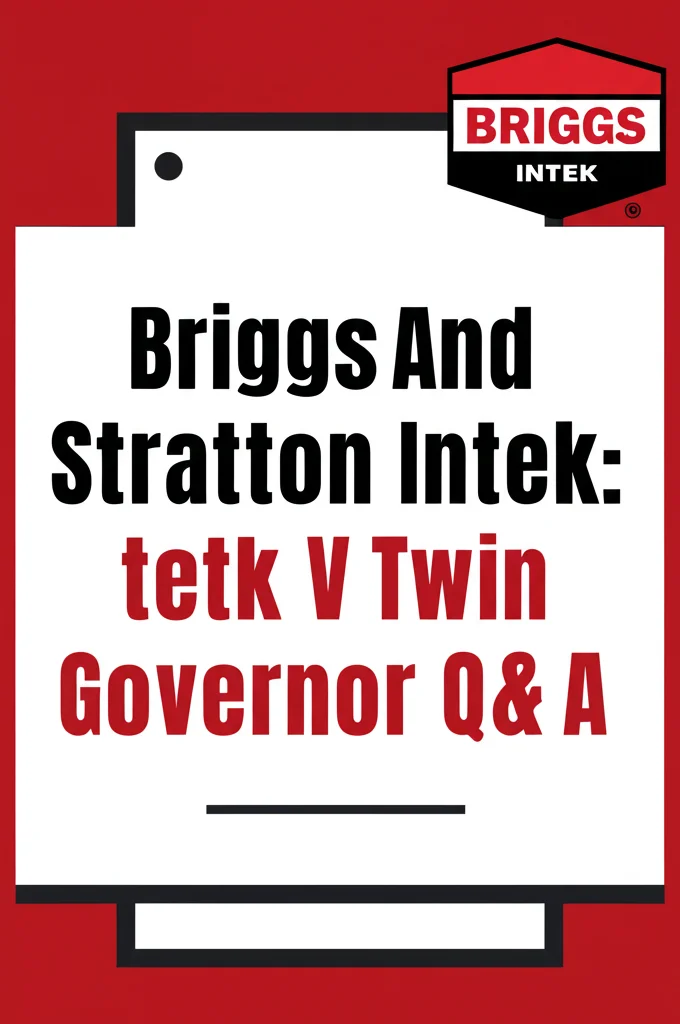 BRIGGS
INTEK
®
Briggs And
Stratton Intek:
tetk V Twin
Governor Q& A